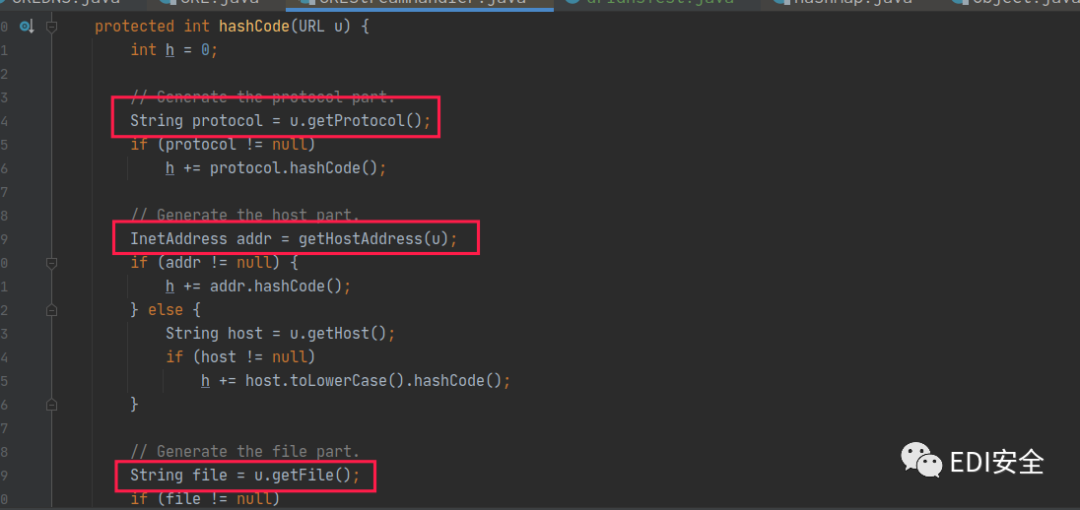 URLDNS.java URL.java URLStreamHandler.java urldnsTest.java HashMap.java Object.java
0 protected int hashCode(URL u) {
1 int h = 0;
2
3 // Generate the protocol part.
4 String protocol = u.getProtocol();
5 if (protocol != null)
6 h += protocol.hashCode();
7
8 // Generate the host part.
9 InetAddress addr = getHostAddress(u);
0 if (addr != null) {
1 h += addr.hashCode();
2 } else {
3 String host = u.getHost();
4 if (host != null)
5 h += host.toLowerCase().hashCode();
6 }
7
8 // Generate the file part.
9 String file = u.getFile();
0 if (file != null)
EDI安全